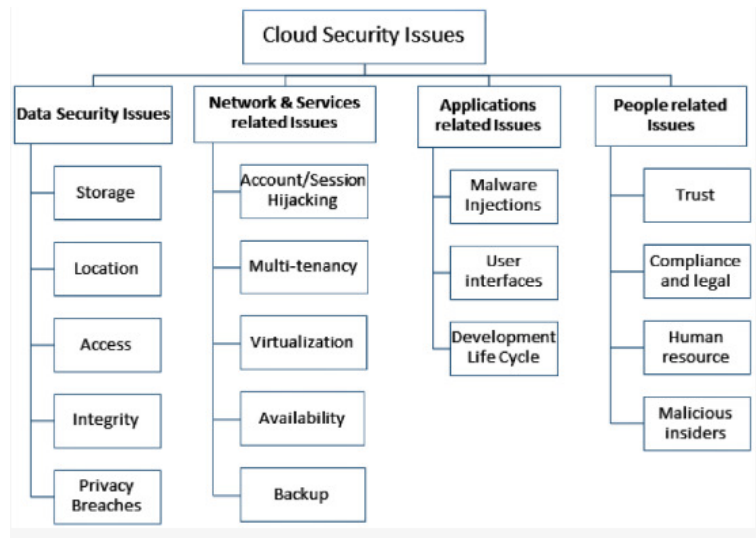 Cloud Security Issues
Data Security Issues
Storage
Location
Access
Integrity
Privacy
Breaches
Network & Services
related Issues
Account/Session
Hijacking
Multi-tenancy
Virtualization
Availability
Backup
Applications
related Issues
Malware
Injections
User
interfaces
Development
Life Cycle
People related
Issues
Trust
Compliance
and legal
Human
resource
Malicious
insiders